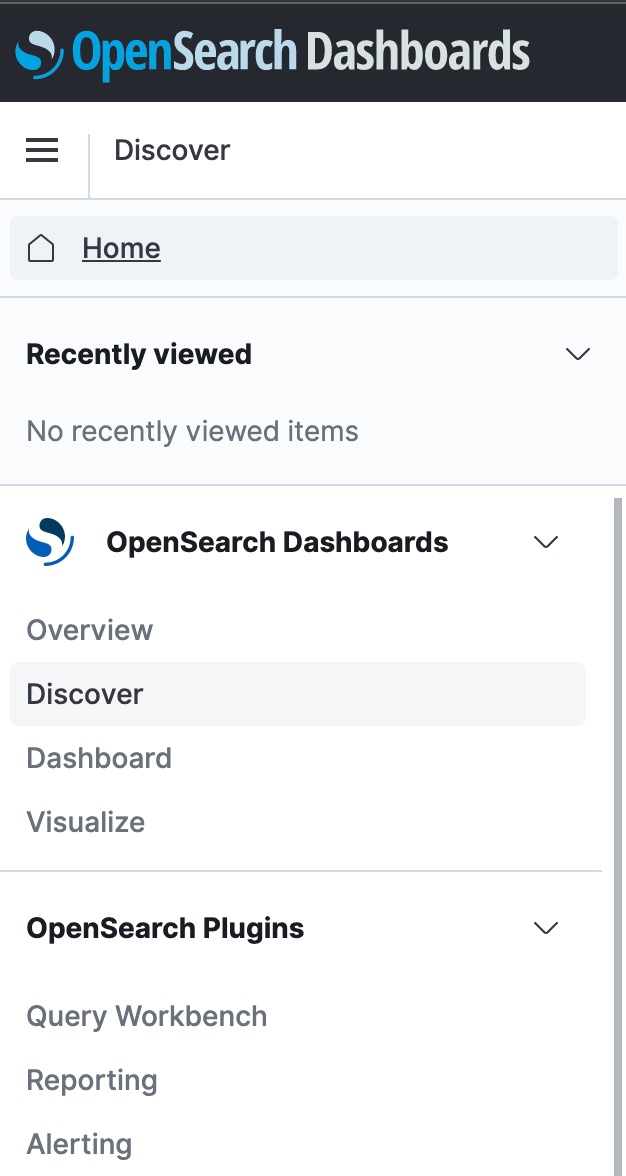 OpenSearch Dashboards
Discover
Home
Recently viewed
No recently viewed items
OpenSearch Dashboards
Overview
Discover
Dashboard
Visualize
OpenSearch Plugins
Query Workbench
Reporting
Alerting